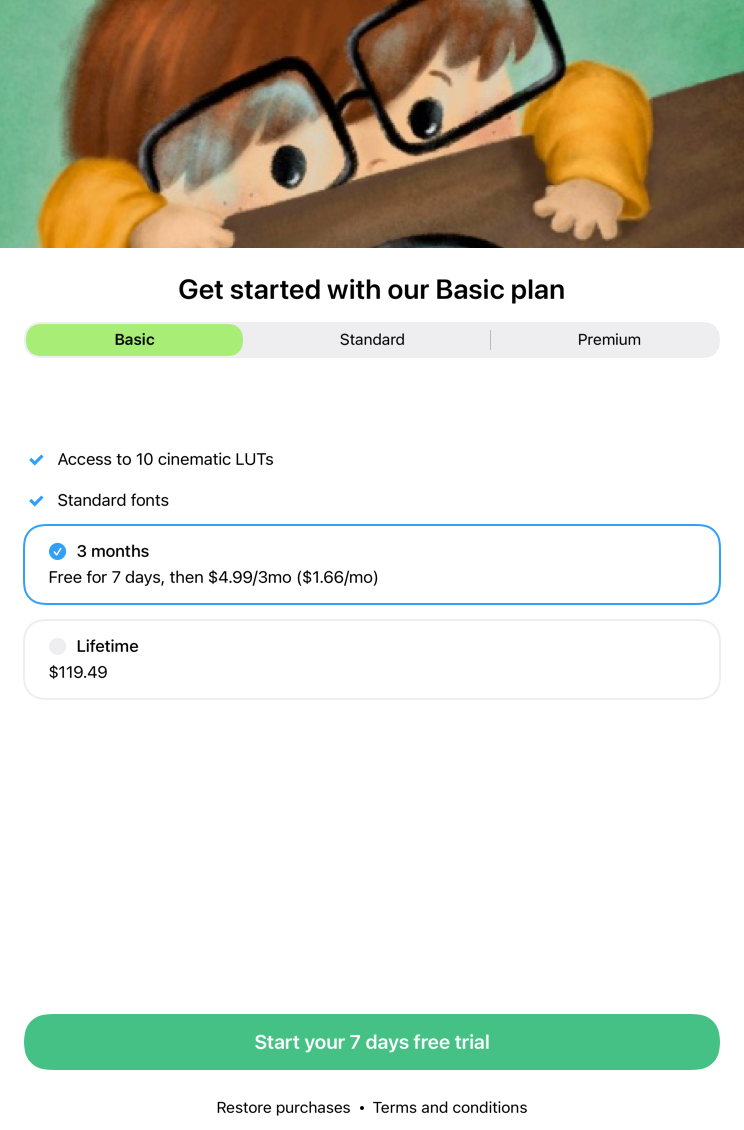 Get started with our Basic plan
Basic
Standard
Premium
Access to 10 cinematic LUTs
Standard fonts
3 months
Free for 7 days, then $4.99/3mo ($1.66/mo)
Lifetime
$119.49
Start your 7 days free trial
Restore purchases • Terms and conditions